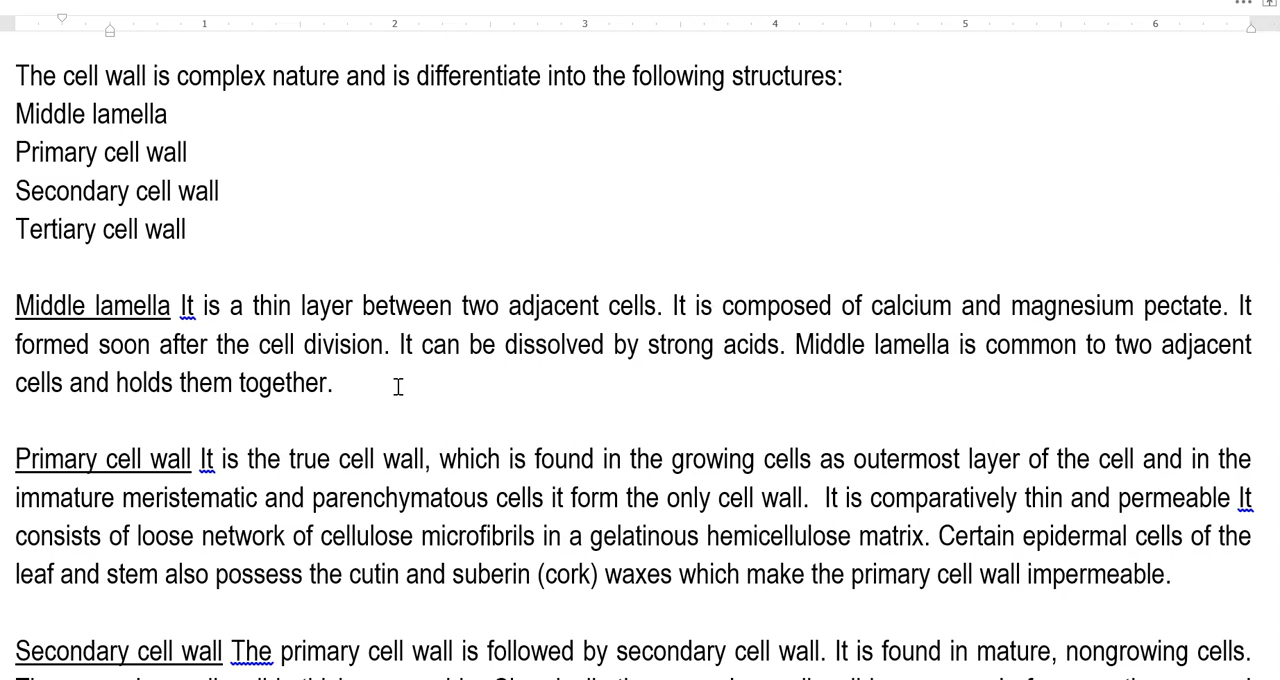 1 2 3 4 5 6
The cell wall is complex nature and is differentiate into the following structures:
Middle lamella
Primary cell wall
Secondary cell wall
Tertiary cell wall
Middle lamella It is a thin layer between two adjacent cells. It is composed of calcium and magnesium pectate. It
formed soon after the cell division. It can be dissolved by strong acids. Middle lamella is common to two adjacent
cells and holds them together.
Primary cell wall It is the true cell wall, which is found in the growing cells as outermost layer of the cell and in the
immature meristematic and parenchymatous cells it form the only cell wall.  It is comparatively thin and permeable It
consists of loose network of cellulose microfibrils in a gelatinous hemicellulose matrix. Certain epidermal cells of the
leaf and stem also possess the cutin and suberin (cork) waxes which make the primary cell wall impermeable.
Secondary cell wall The primary cell wall is followed by secondary cell wall. It is found in mature, nongrowing cells.